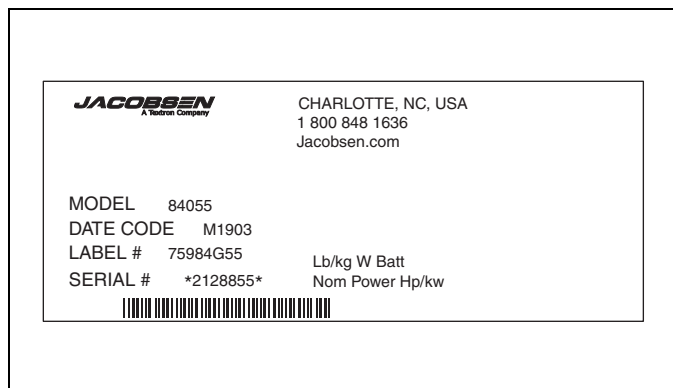 JACOBSEN
A Textron Company
CHARLOTTE, NC, USA
1 800 848 1636
Jacobsen.com
MODEL 84055
DATE CODE M1903
LABEL # 75984G55
SERIAL # *2128855*
Lb/kg W Batt
Nom Power Hp/kw